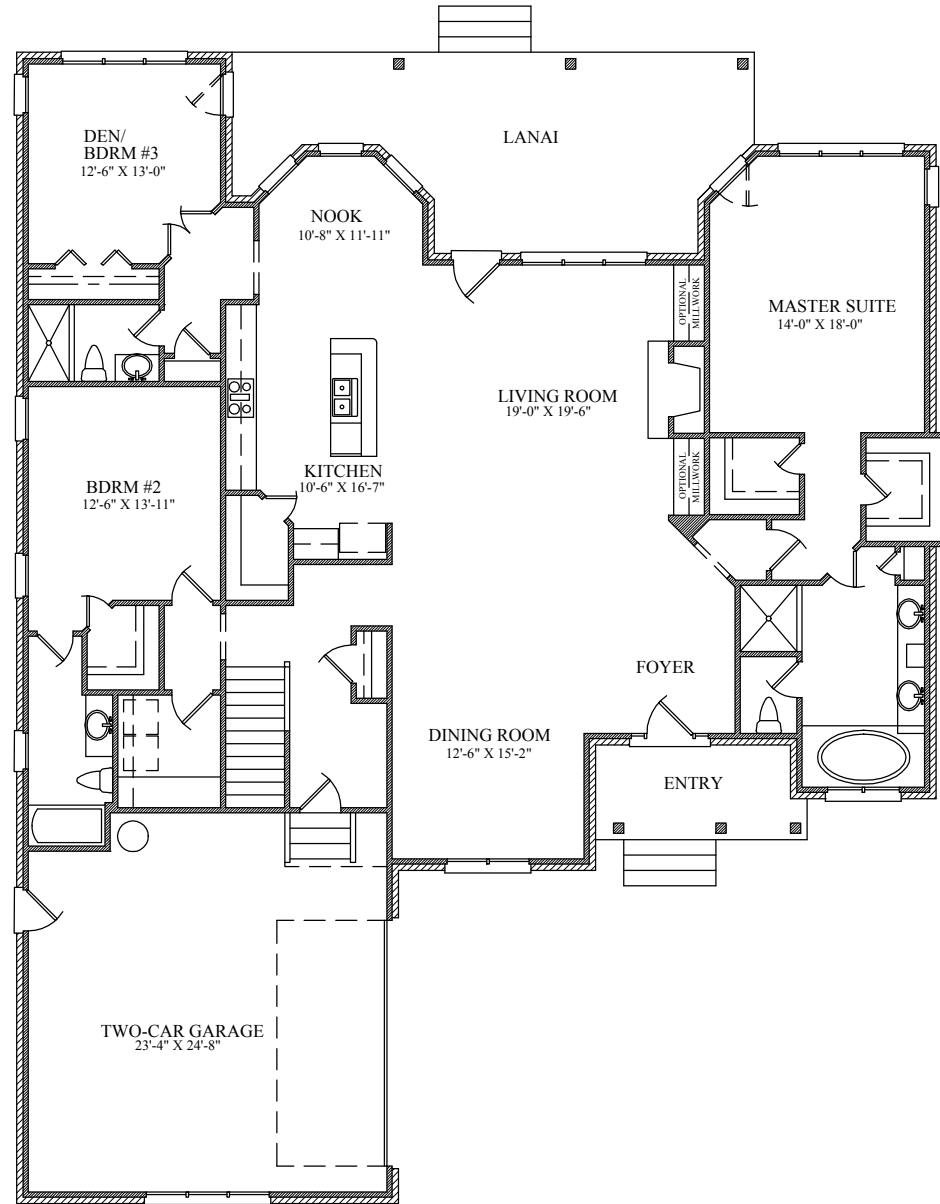 LANAI
DEN/
BDRM #3
12'-6" X 13'-0"
NOOK
10'-8" X 11'-11"
OPTIONAL
MILLWORK
MASTER SUITE
14'-0" X 18'-0"
LIVING ROOM
19'-0" X 19'-6"
KITCHEN
10'-6" X 16'-7"
OPTIONAL
MILLWORK
BDRM #2
12'-6" X 13'-11"
FOYER
DINING ROOM
12'-6" X 15'-2"
ENTRY
TWO-CAR GARAGE
23'-4" X 24'-8"